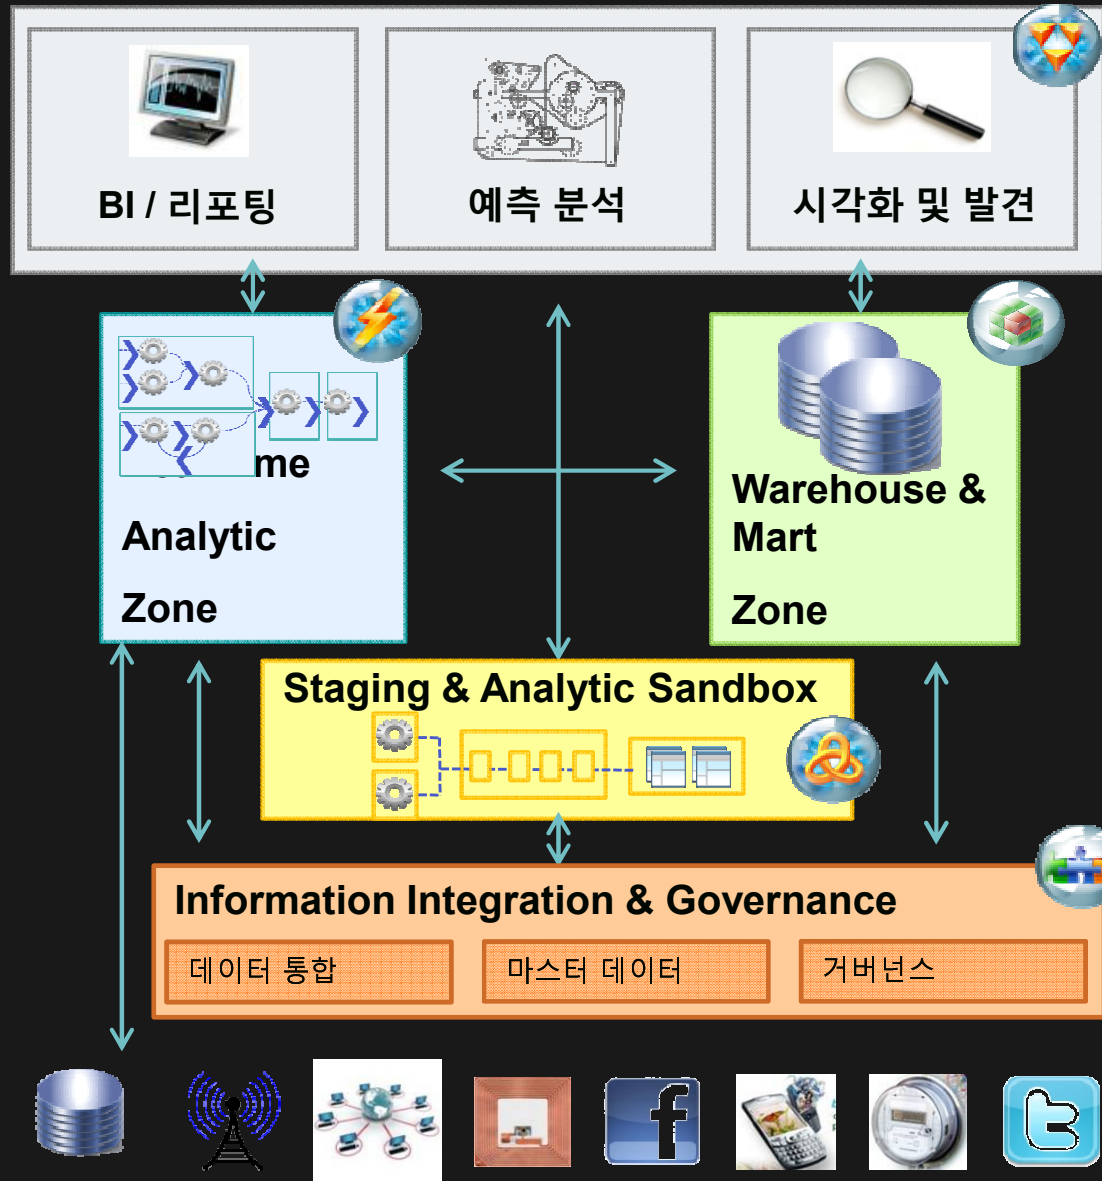 BI / 리포팅
예측 분석
시각화 및 발견
me
Analytic
Zone
Warehouse &
Mart
Zone
Staging & Analytic Sandbox
Information Integration & Governance
데이터 통합
마스터 데이터
거버넌스